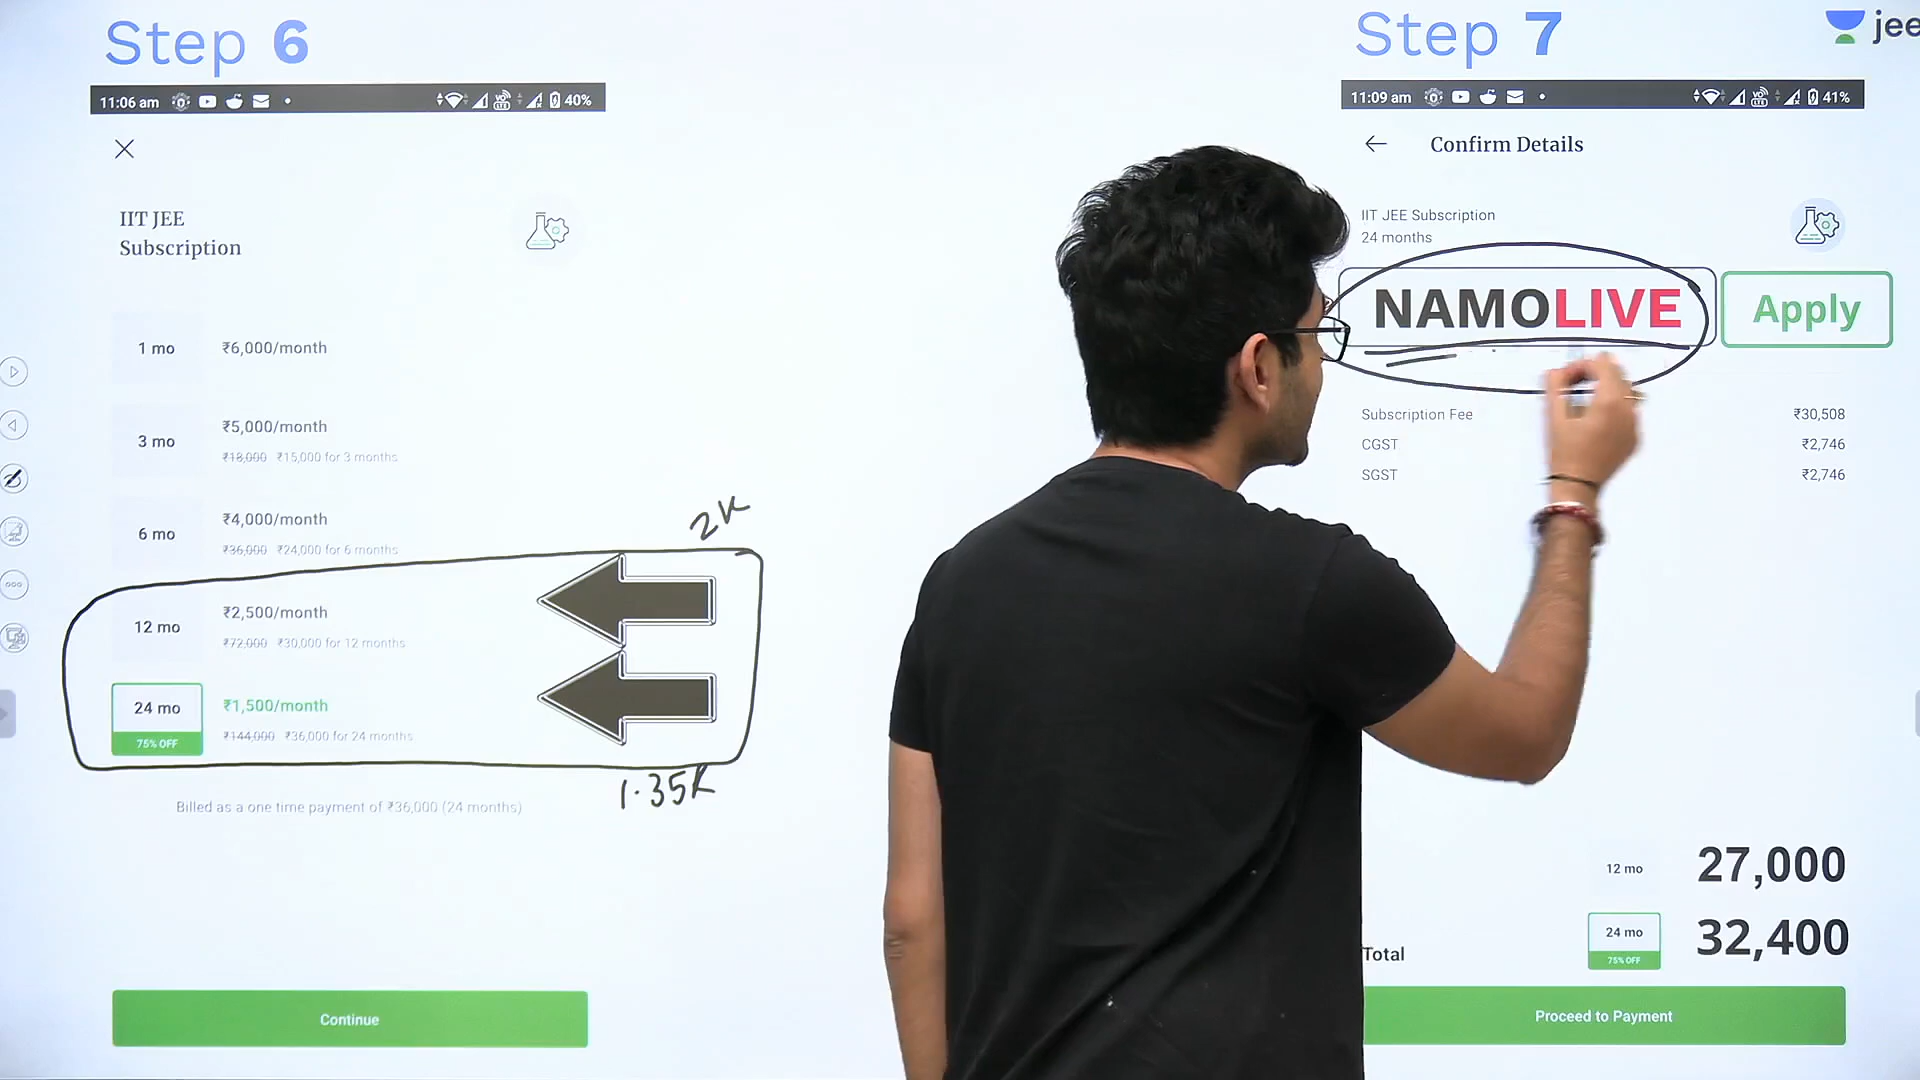 Step 6
11:06 am
40%
IIT JEE
Subscription
1 mo
₹6,000/month
3 mo
₹5,000/month
₹18,000 ₹15,000 for 3 months
6 mo
₹4,000/month
₹36,000 ₹24,000 for 6 months
2K
12 mo
₹2,500/month
₹72,000 ₹30,000 for 12 months
24 mo
75% OFF
₹1,500/month
₹144,000 ₹36,000 for 24 months
1.35K
Billed as a one time payment of ₹36,000 (24 months)
Continue
Step 7
jee
11:09 am
41%
Confirm Details
IIT JEE Subscription
24 months
NAMOLIVE
Apply
Subscription Fee ₹30,508
CGST ₹2,746
SGST ₹2,746
12 mo 27,000
Total
24 mo 32,400
75% OFF
Proceed to Payment